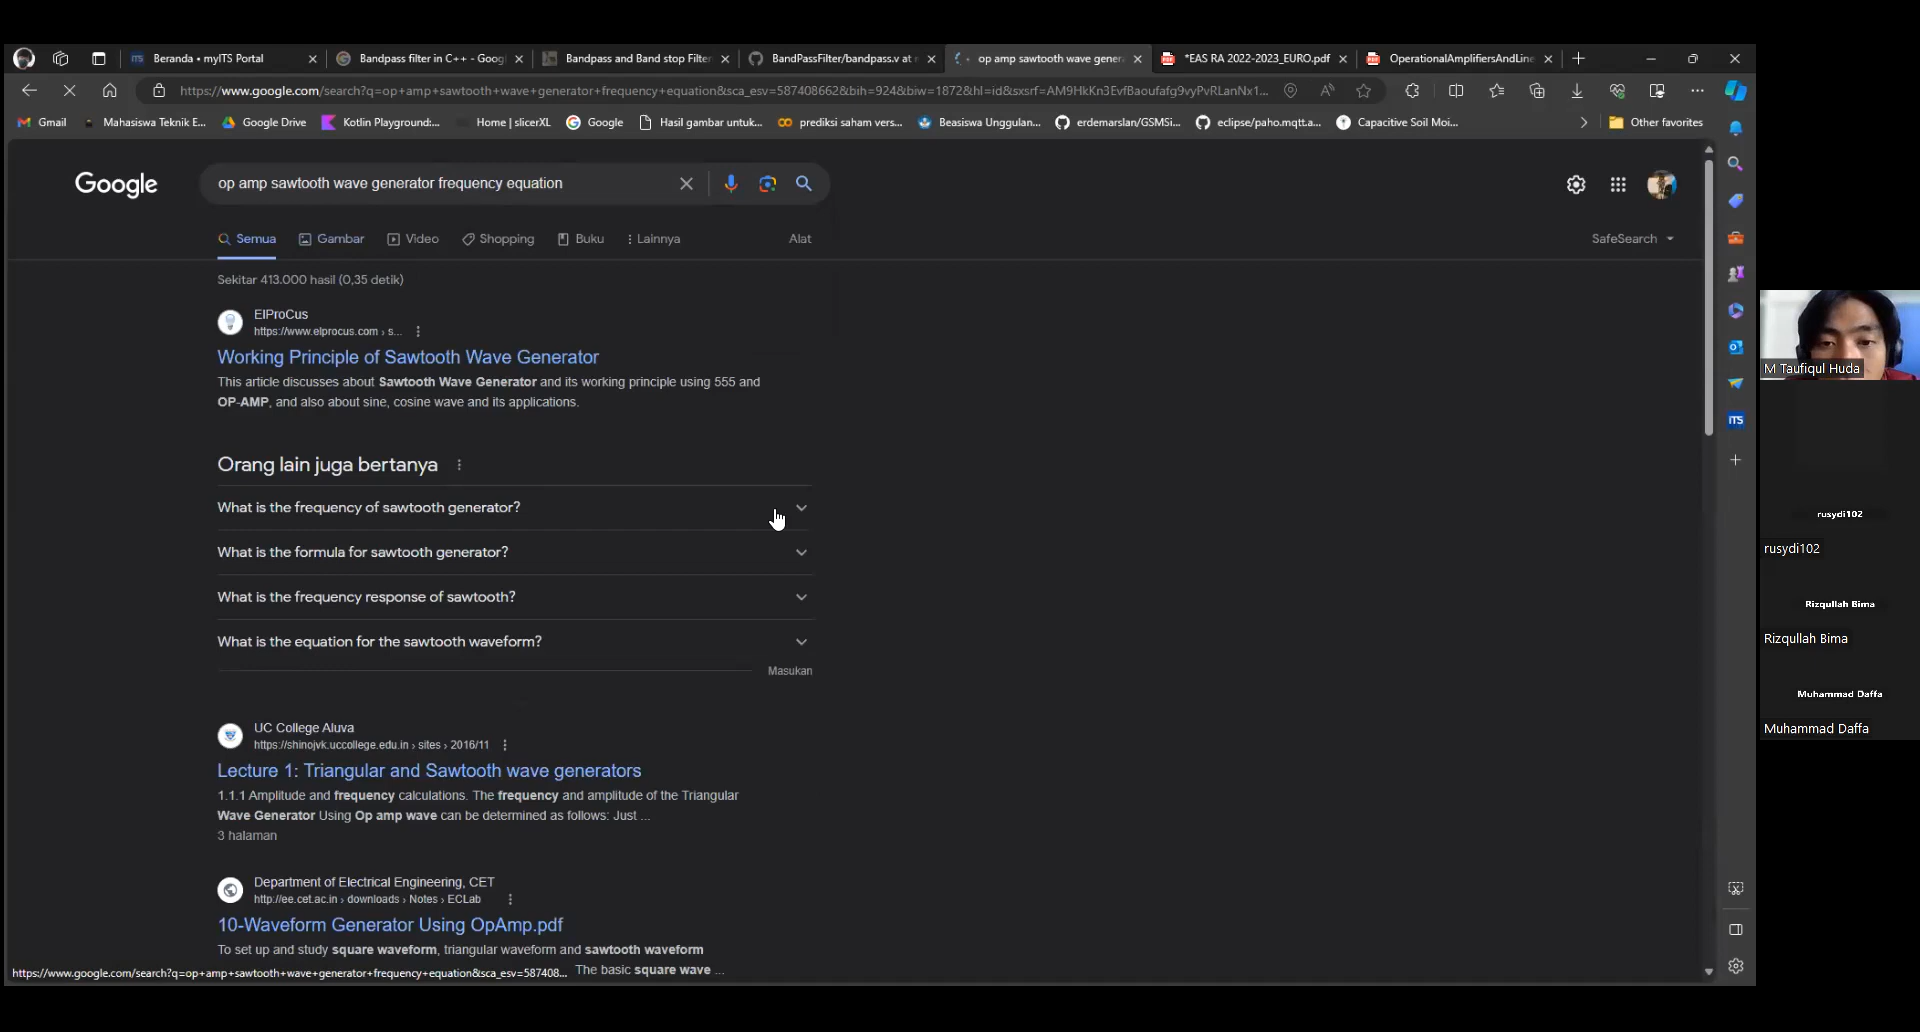 Beranda • myITS Portal
Bandpass filter in C++ - Goog
Bandpass and Band stop Filter
BandPassFilter/bandpass.v at
op amp sawtooth wave gener
*EAS RA 2022-2023_EURO.pdf
OperationalAmplifiersAndLine
https://www.google.com/search?q=op+amp+sawtooth+wave+generator+frequency+equation&sca_esv=587408662&bih=924&biw=1872&hl=id&sxsrf=AM9HkKn3EvfBaoufafg9vyPvRLanNx1...
Gmail
Mahasiswa Teknik E...
Google Drive
Kotlin Playground:...
Home | slicerXL
Google
Hasil gambar untuk...
prediksi saham vers...
Beasiswa Unggulan...
erdemarslan/GSMSi...
eclipse/paho.mqtt.a...
Capacitive Soil Moi...
Other favorites
Google
op amp sawtooth wave generator frequency equation
Semua
Gambar
Video
Shopping
Buku
Lainnya
Alat
SafeSearch
Sekitar 413.000 hasil (0,35 detik)
ElProCus
https://www.elprocus.com › s...
Working Principle of Sawtooth Wave Generator
This article discusses about Sawtooth Wave Generator and its working principle using 555 and
OP-AMP, and also about sine, cosine wave and its applications.
Orang lain juga bertanya
What is the frequency of sawtooth generator?
What is the formula for sawtooth generator?
What is the frequency response of sawtooth?
What is the equation for the sawtooth waveform?
Masukan
UC College Aluva
https://shinojvk.uccollege.edu.in › sites › 2016/11
Lecture 1: Triangular and Sawtooth wave generators
1.1.1 Amplitude and frequency calculations. The frequency and amplitude of the Triangular
Wave Generator Using Op amp wave can be determined as follows: Just ...
3 halaman
Department of Electrical Engineering, CET
http://ee.cet.ac.in › downloads › Notes › ECLab
10-Waveform Generator Using OpAmp.pdf
To set up and study square waveform, triangular waveform and sawtooth waveform
The basic square wave ...
https://www.google.com/search?q=op+amp+sawtooth+wave+generator+frequency+equation&sca_esv=587408...
ITS
M Taufiqul Huda
rusydi102
rusydi102
Rizqullah Bima
Rizqullah Bima
Muhammad Daffa
Muhammad Daffa